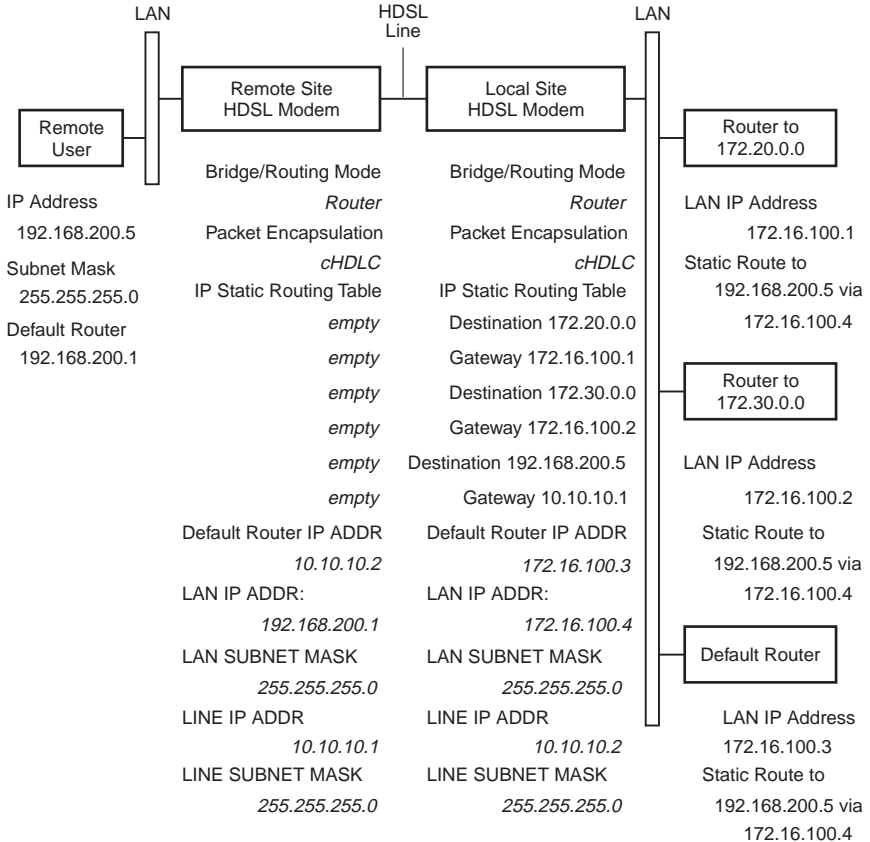 LAN
HDSL
Line
LAN
Remote Site
HDSL Modem
Local Site
HDSL Modem
Remote
User
Router to
172.20.0.0
IP Address
192.168.200.5
Subnet Mask
255.255.255.0
Default Router
192.168.200.1
Bridge/Routing Mode
Router
Packet Encapsulation
cHDLC
IP Static Routing Table
empty
empty
empty
empty
empty
empty
Default Router IP ADDR
10.10.10.2
LAN IP ADDR:
192.168.200.1
LAN SUBNET MASK
255.255.255.0
LINE IP ADDR
10.10.10.1
LINE SUBNET MASK
255.255.255.0
Bridge/Routing Mode
Router
Packet Encapsulation
cHDLC
IP Static Routing Table
Destination 172.20.0.0
Gateway 172.16.100.1
Destination 172.30.0.0
Gateway 172.16.100.2
Destination 192.168.200.5
Gateway 10.10.10.1
Default Router IP ADDR
172.16.100.3
LAN IP ADDR:
172.16.100.4
LAN SUBNET MASK
255.255.255.0
LINE IP ADDR
10.10.10.2
LINE SUBNET MASK
255.255.255.0
LAN IP Address
172.16.100.1
Static Route to
192.168.200.5 via
172.16.100.4
Router to
172.30.0.0
LAN IP Address
172.16.100.2
Static Route to
192.168.200.5 via
172.16.100.4
Default Router
LAN IP Address
172.16.100.3
Static Route to
192.168.200.5 via
172.16.100.4